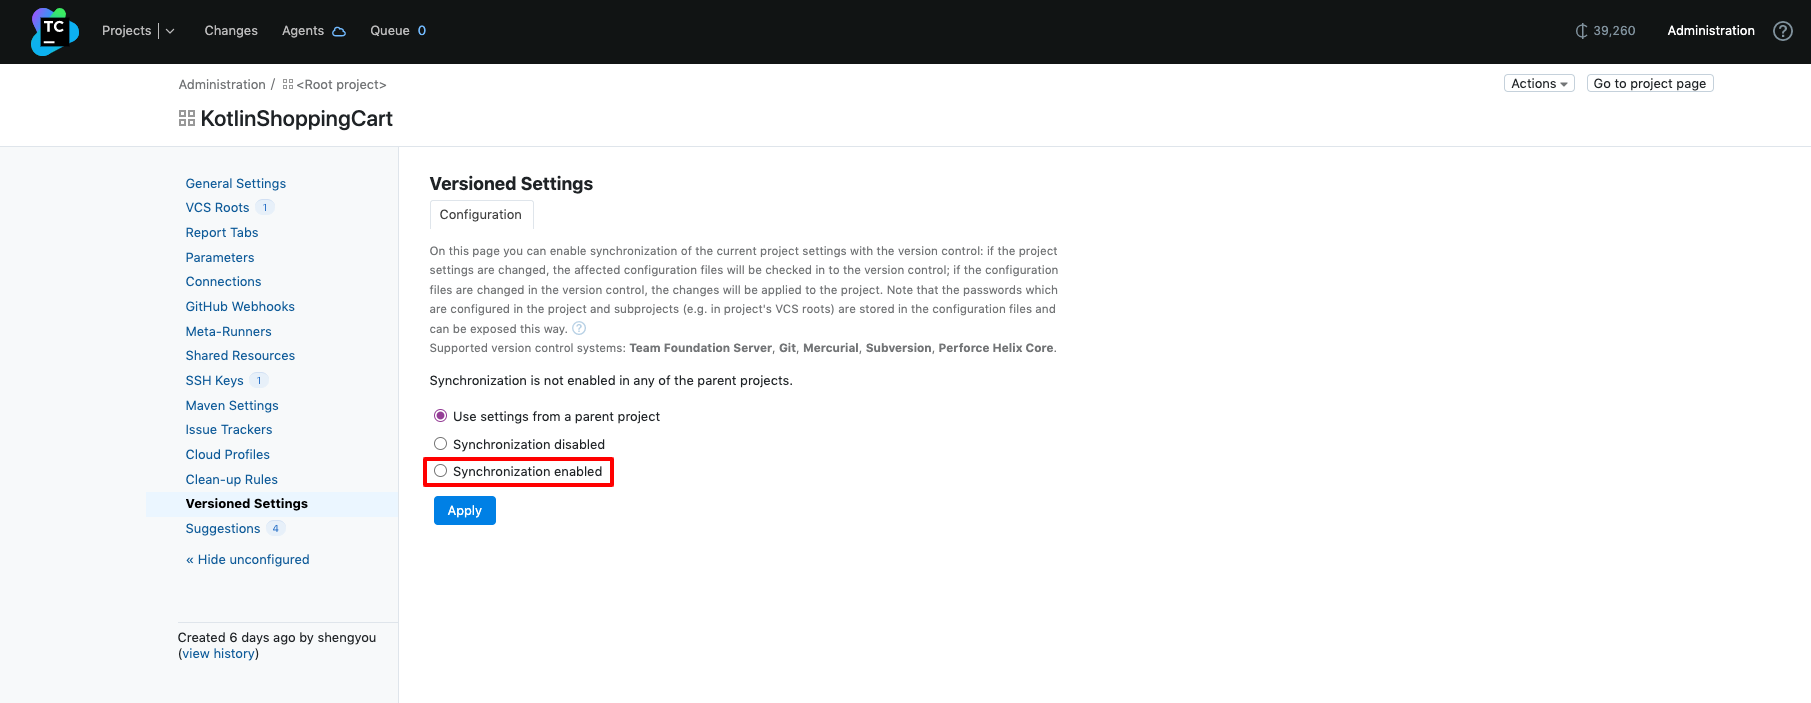 TC
Projects
Changes
Agents
Queue 0
39,260
Administration
?
Administration / <Root project>
Actions
Go to project page
KotlinShoppingCart
General Settings
VCS Roots 1
Report Tabs
Parameters
Connections
GitHub Webhooks
Meta-Runners
Shared Resources
SSH Keys 1
Maven Settings
Issue Trackers
Cloud Profiles
Clean-up Rules
Versioned Settings
Suggestions 4
« Hide unconfigured
Created 6 days ago by shengyou
(view history)
Versioned Settings
Configuration
On this page you can enable synchronization of the current project settings with the version control: if the project
settings are changed, the affected configuration files will be checked in to the version control; if the configuration
files are changed in the version control, the changes will be applied to the project. Note that the passwords which
are configured in the project and subprojects (e.g. in project's VCS roots) are stored in the configuration files and
can be exposed this way. ?
Supported version control systems: Team Foundation Server, Git, Mercurial, Subversion, Perforce Helix Core.
Synchronization is not enabled in any of the parent projects.
Use settings from a parent project
Synchronization disabled
Synchronization enabled
Apply